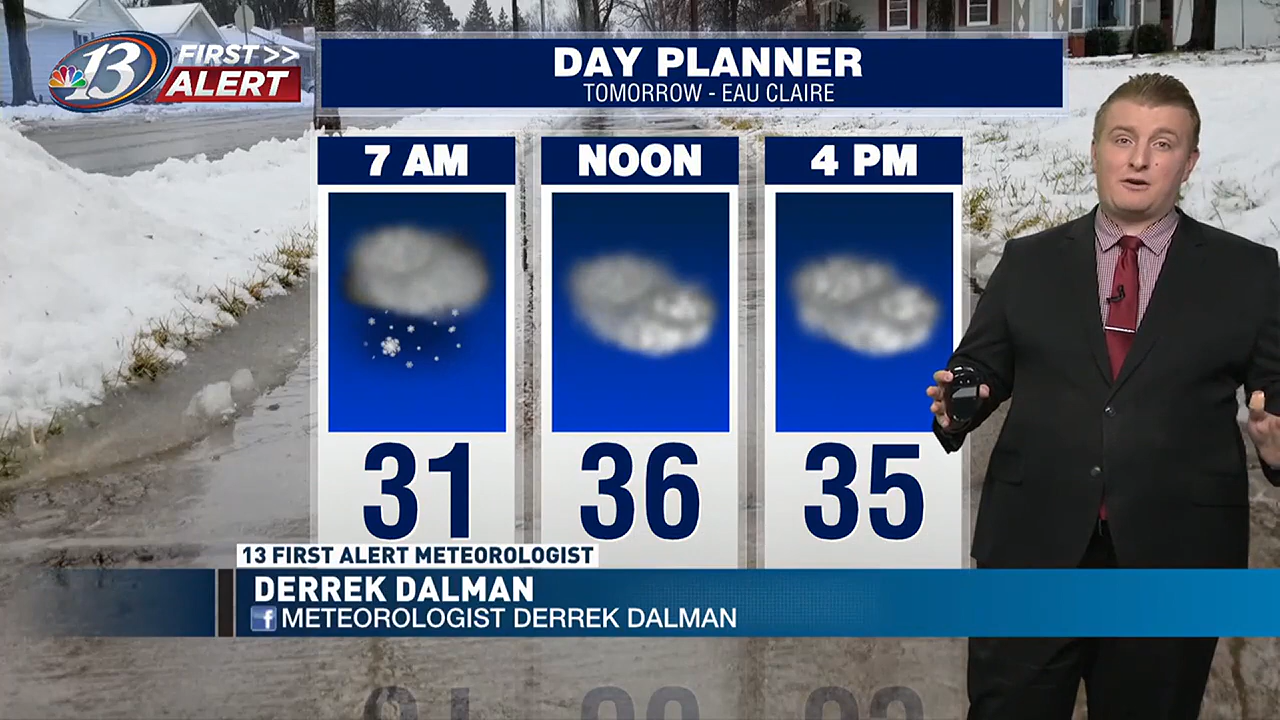 13 FIRST >>
ALERT
DAY PLANNER
TOMORROW - EAU CLAIRE
7 AM
NOON
4 PM
31
36
35
13 FIRST ALERT METEOROLOGIST
DERREK DALMAN
f METEOROLOGIST DERREK DALMAN